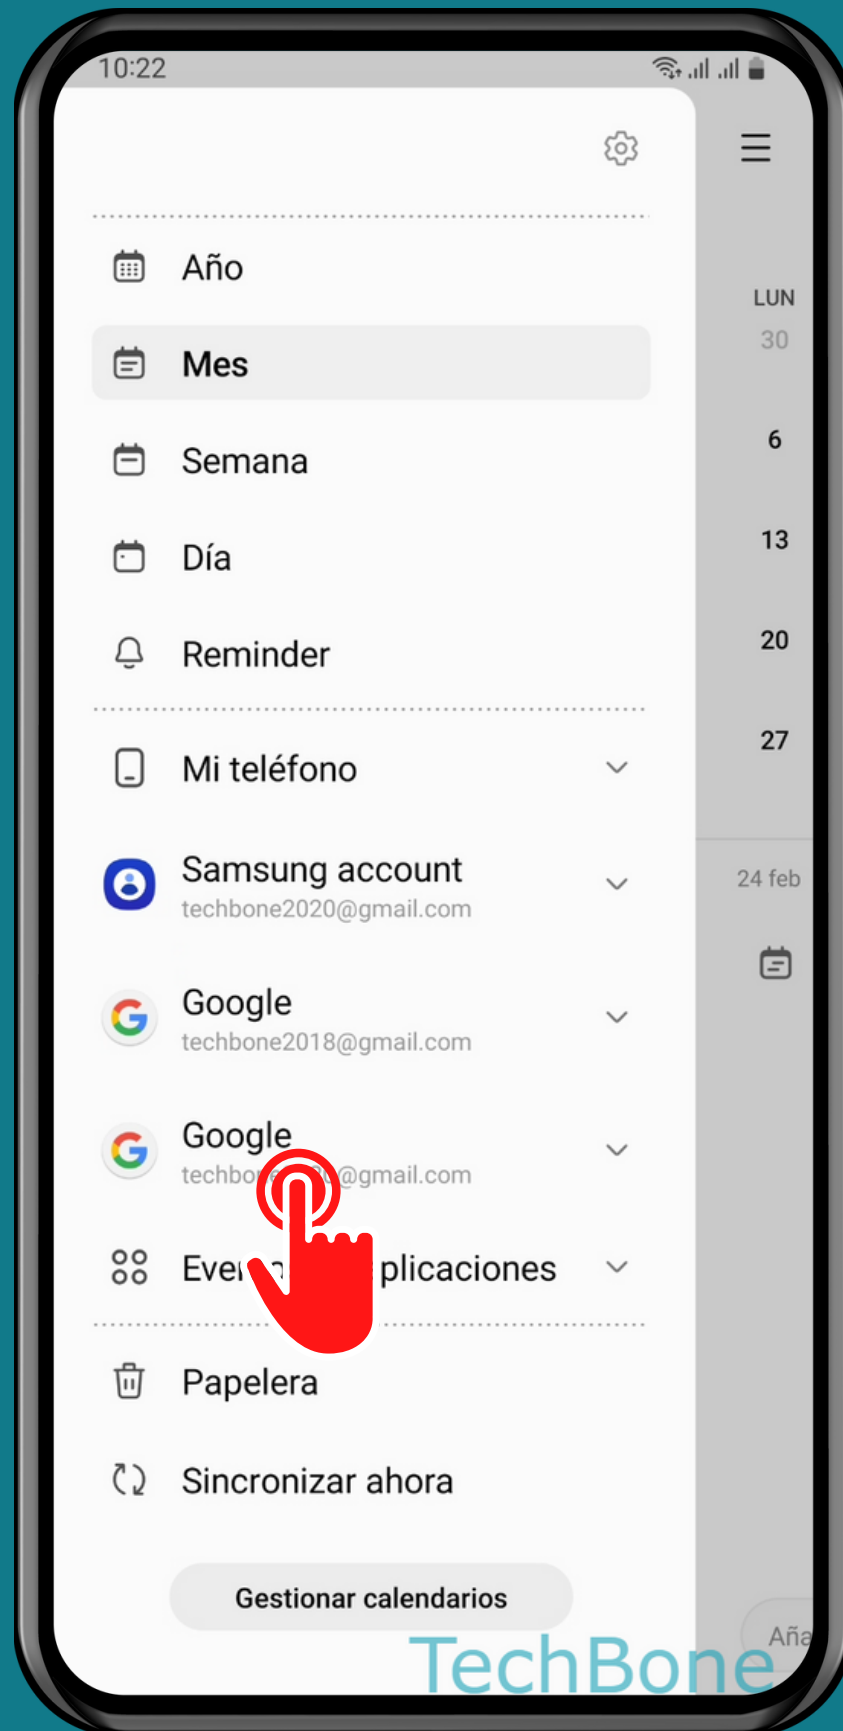 10:22
Año
Mes
Semana
Día
Reminder
Mi teléfono
Samsung account
techbone2020@gmail.com
Google
techbone2018@gmail.com
Google
@gmail.com
plicaciones
Papelera
Sincronizar ahora
Gestionar calendarios
LUN
30
6
13
20
27
24 feb
Aña
TechBone